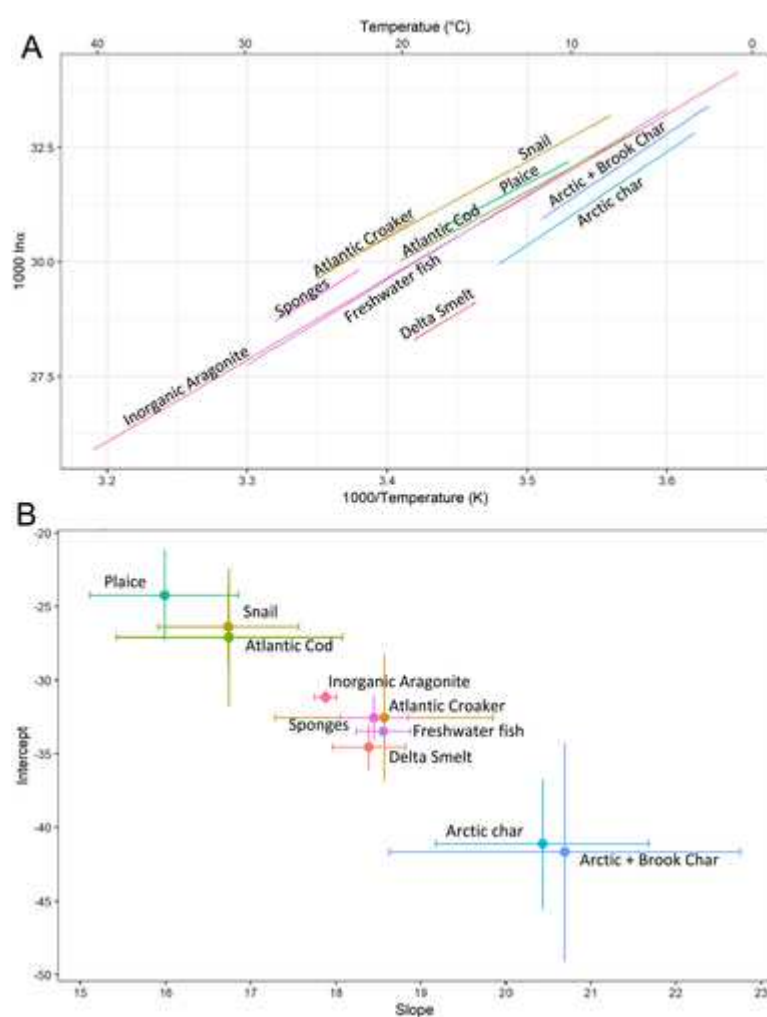 Temperatue (°C)
40 30 20 10 0
A
Snail
Plaice
Arctic + Brook Char
Arctic char
Atlantic Croaker
Atlantic Cod
Sponges
Freshwater fish
Delta Smelt
Inorganic Aragonite
1000 lnα
32.5
30.0
27.5
3.2 3.3 3.4 3.5 3.6
1000/Temperature (K)
B
-20
-25
-30
-35
-40
-45
-50
Intercept
Plaice
Snail
Atlantic Cod
Inorganic Aragonite
Atlantic Croaker
Sponges
Freshwater fish
Delta Smelt
Arctic char
Arctic + Brook Char
15 16 17 18 19 20 21 22 23
Slope